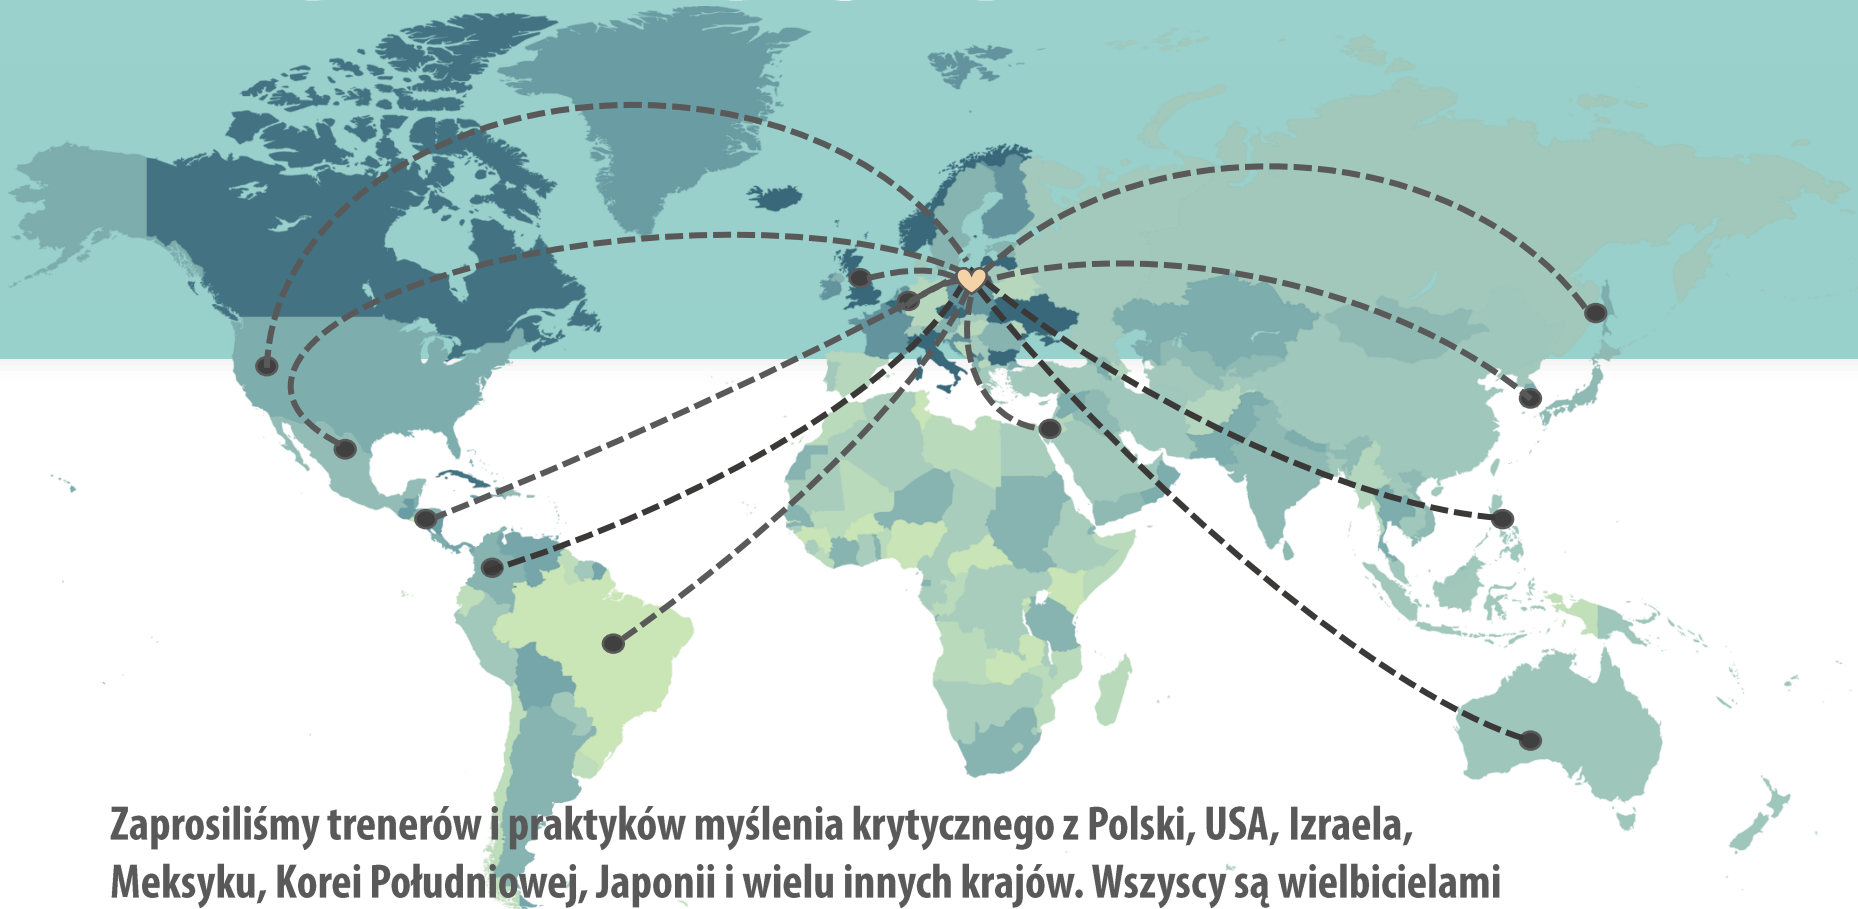 Zaprosiliśmy trenerów i praktyków myślenia krytycznego z Polski, USA, Izraela,
Meksyku, Korei Południowej, Japonii i wielu innych krajów. Wszyscy są wielbicielami